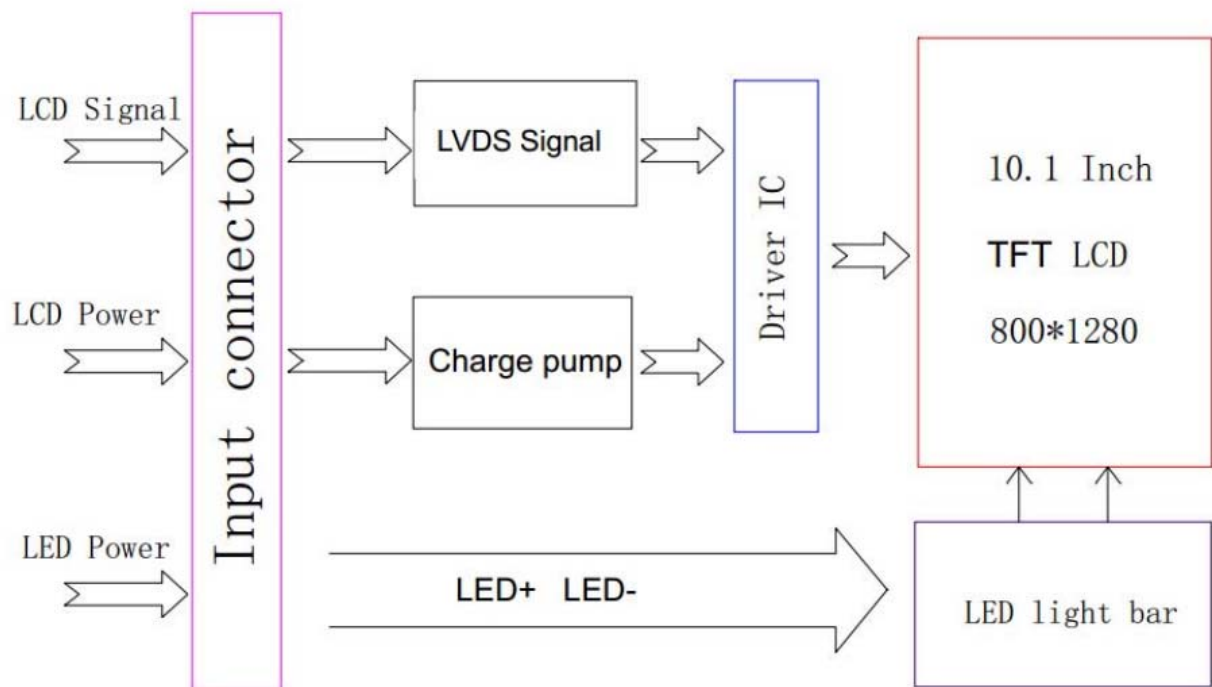 LCD Signal
LCD Power
LED Power
Input connector
LVDS Signal
Charge pump
Driver IC
10.1 Inch
TFT LCD
800*1280
LED+ LED-
LED light bar